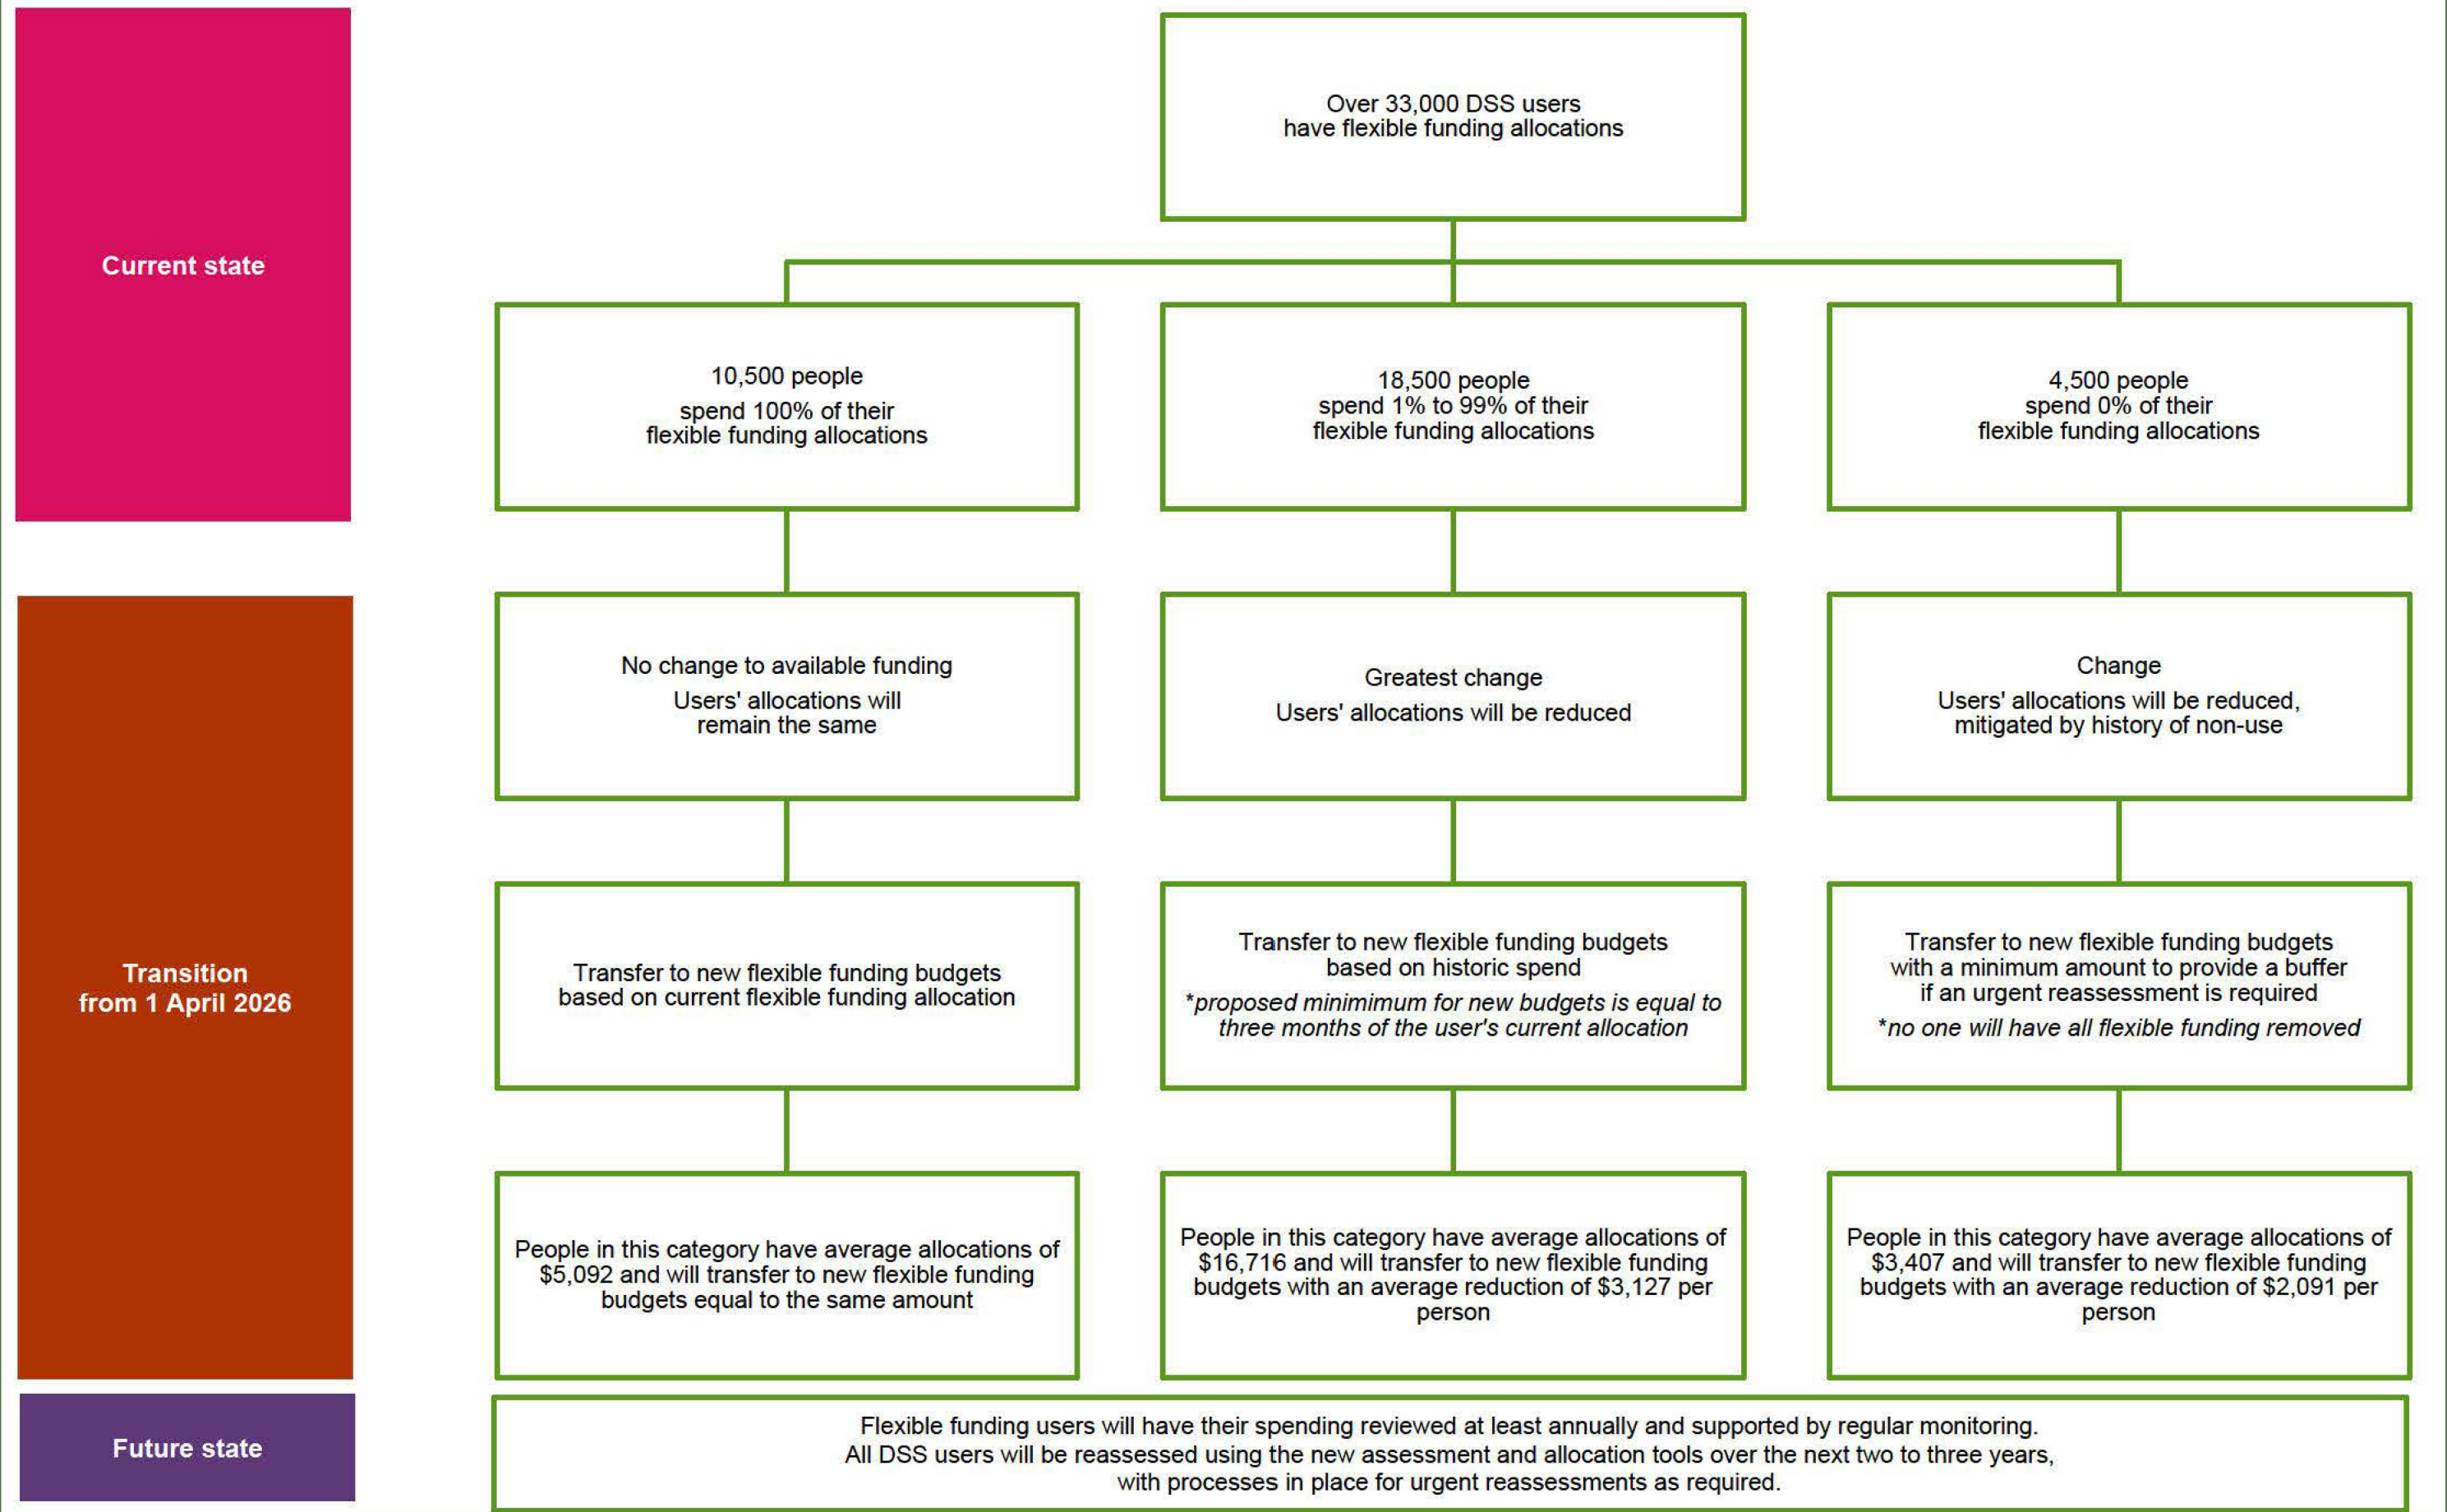 Current state
Over 33,000 DSS users
have flexible funding allocations
10,500 people
spend 100% of their
flexible funding allocations
18,500 people
spend 1% to 99% of their
flexible funding allocations
4,500 people
spend 0% of their
flexible funding allocations
Transition
from 1 April 2026
No change to available funding
Users' allocations will
remain the same
Greatest change
Users' allocations will be reduced
Change
Users' allocations will be reduced,
mitigated by history of non-use
Transfer to new flexible funding budgets
based on current flexible funding allocation
Transfer to new flexible funding budgets
based on historic spend
*proposed minimimum for new budgets is equal to
three months of the user's current allocation
Transfer to new flexible funding budgets
with a minimum amount to provide a buffer
if an urgent reassessment is required
*no one will have all flexible funding removed
People in this category have average allocations of
$5,092 and will transfer to new flexible funding
budgets equal to the same amount
People in this category have average allocations of
$16,716 and will transfer to new flexible funding
budgets with an average reduction of $3,127 per
person
People in this category have average allocations of
$3,407 and will transfer to new flexible funding
budgets with an average reduction of $2,091 per
person
Future state
Flexible funding users will have their spending reviewed at least annually and supported by regular monitoring.
All DSS users will be reassessed using the new assessment and allocation tools over the next two to three years,
with processes in place for urgent reassessments as required.